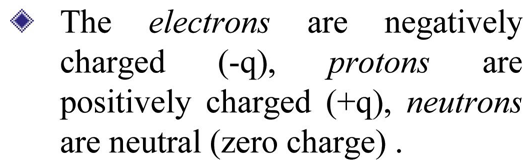 The electrons are negatively
charged (-q), protons are
positively charged (+q), neutrons
are neutral (zero charge) .